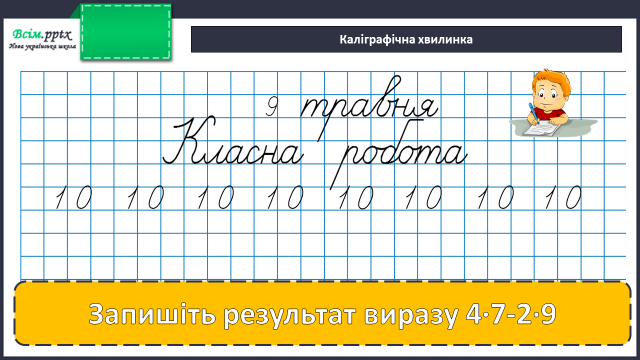 Всім.pptx
Нова українська школа
Каліграфічна хвилинка
9 травня
Класна робота
10 10 10 10 10 10 10 10
Запишіть результат виразу 4·7-2·9